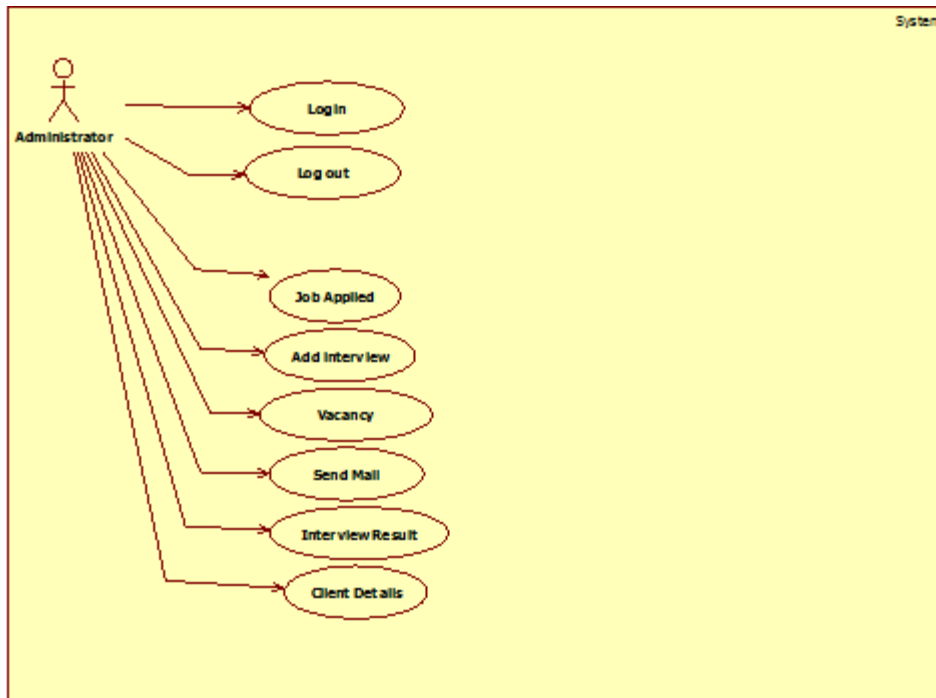 System
Administrator
Login
Log out
Job Applied
Add Interview
Vacancy
Send Mail
Interview Result
Client Details